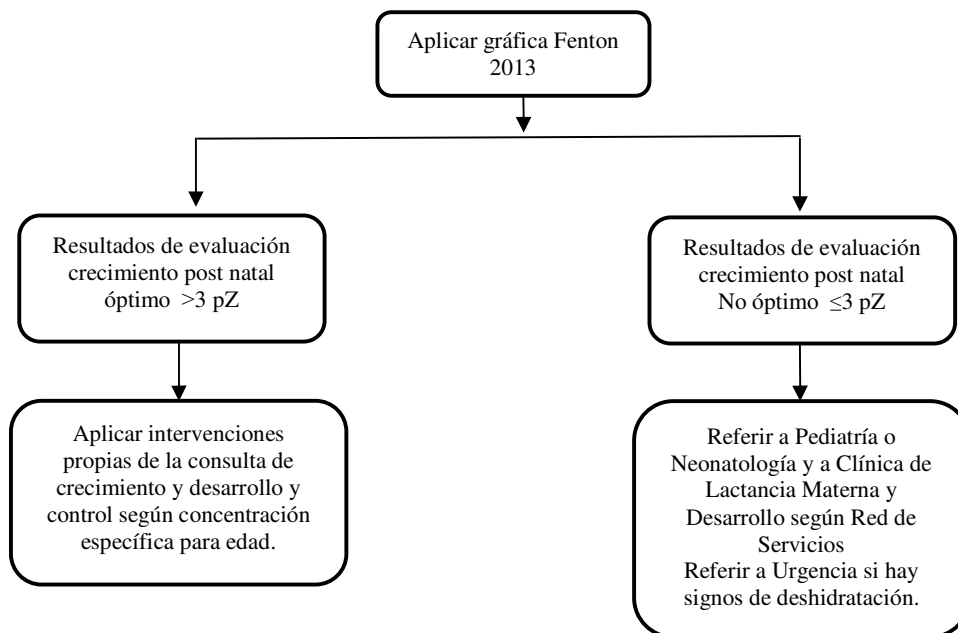 Aplicar gráfica Fenton
2013
Resultados de evaluación
crecimiento post natal
óptimo >3 pZ
Resultados de evaluación
crecimiento post natal
No óptimo ≤3 pZ
Aplicar intervenciones
propias de la consulta de
crecimiento y desarrollo y
control según concentración
específica para edad.
Referir a Pediatría o
Neonatología y a Clínica de
Lactancia Materna y
Desarrollo según Red de
Servicios
Referir a Urgencia si hay
signos de deshidratación.